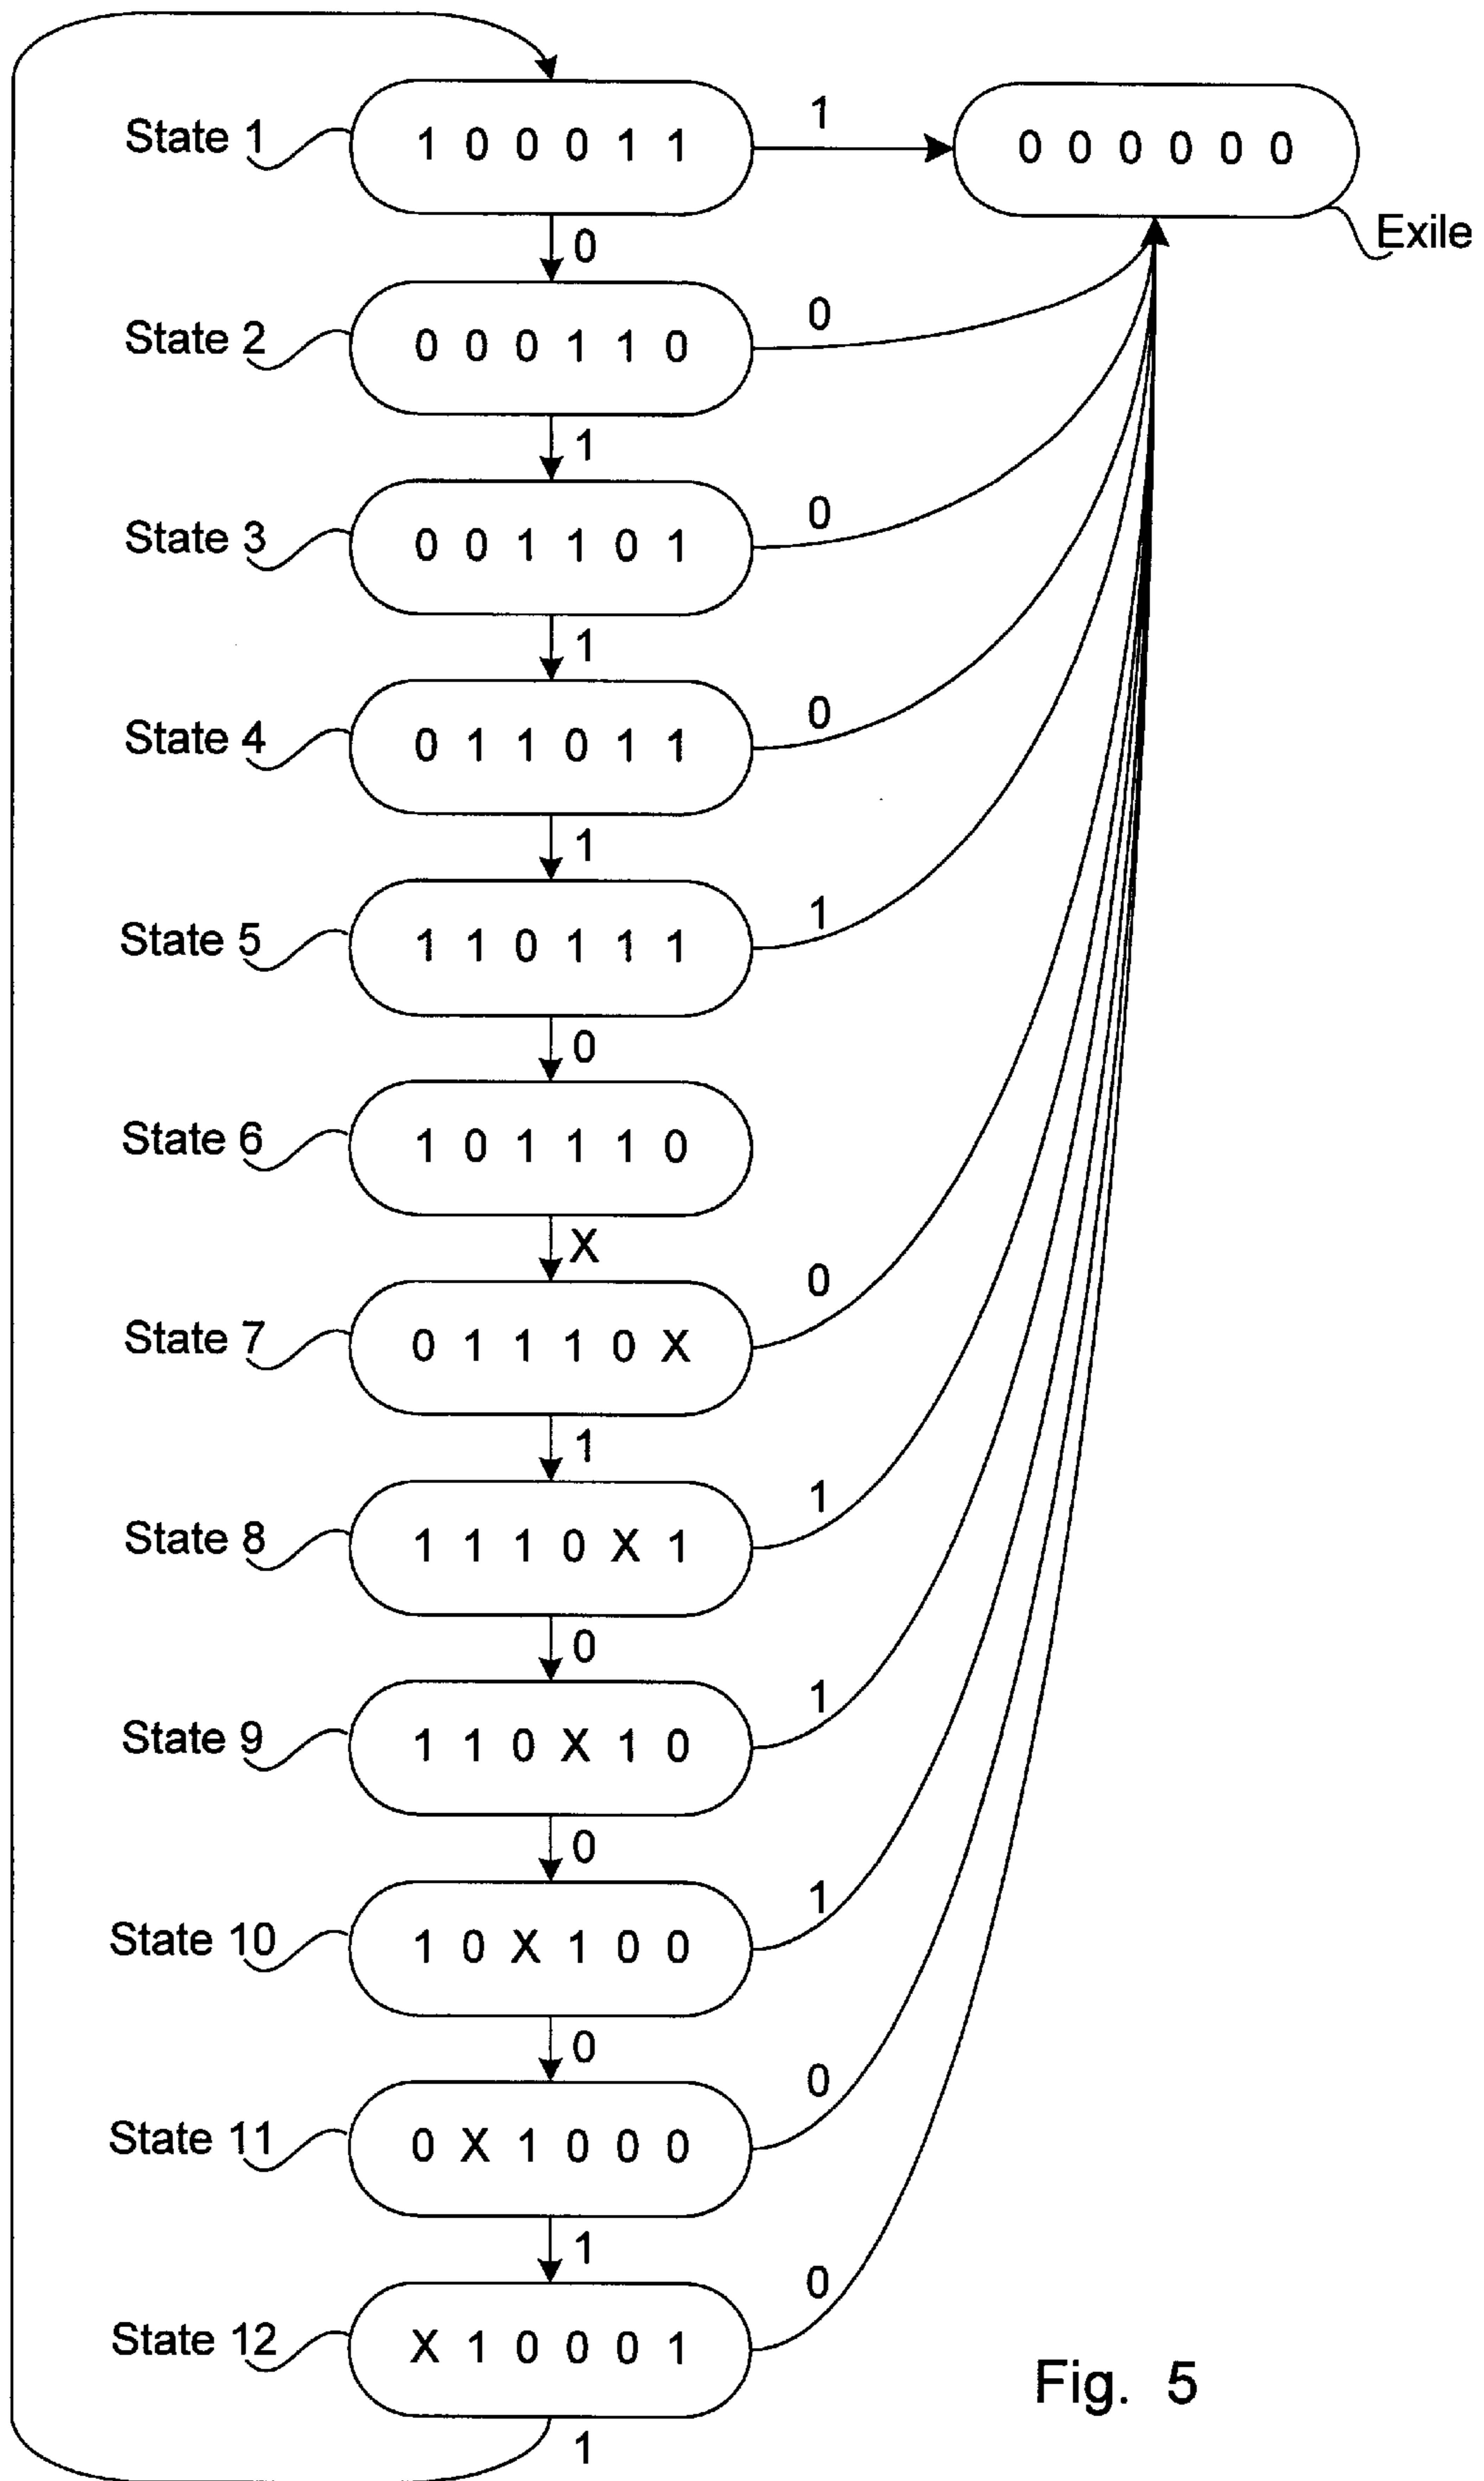 State 1 1 0 0 0 1 1 1 0 0 0 0 0 0
Exile
0
State 2 0 0 0 1 1 0 0
1
State 3 0 0 1 1 0 1 0
1
State 4 0 1 1 0 1 1 0
1
State 5 1 1 0 1 1 1 1
0
State 6 1 0 1 1 1 0
X
State 7 0 1 1 1 0 X 0
1
State 8 1 1 1 0 X 1 1
0
State 9 1 1 0 X 1 0 1
0
State 10 1 0 X 1 0 0 1
0
State 11 0 X 1 0 0 0 0
1
State 12 X 1 0 0 0 1 0
1
Fig. 5